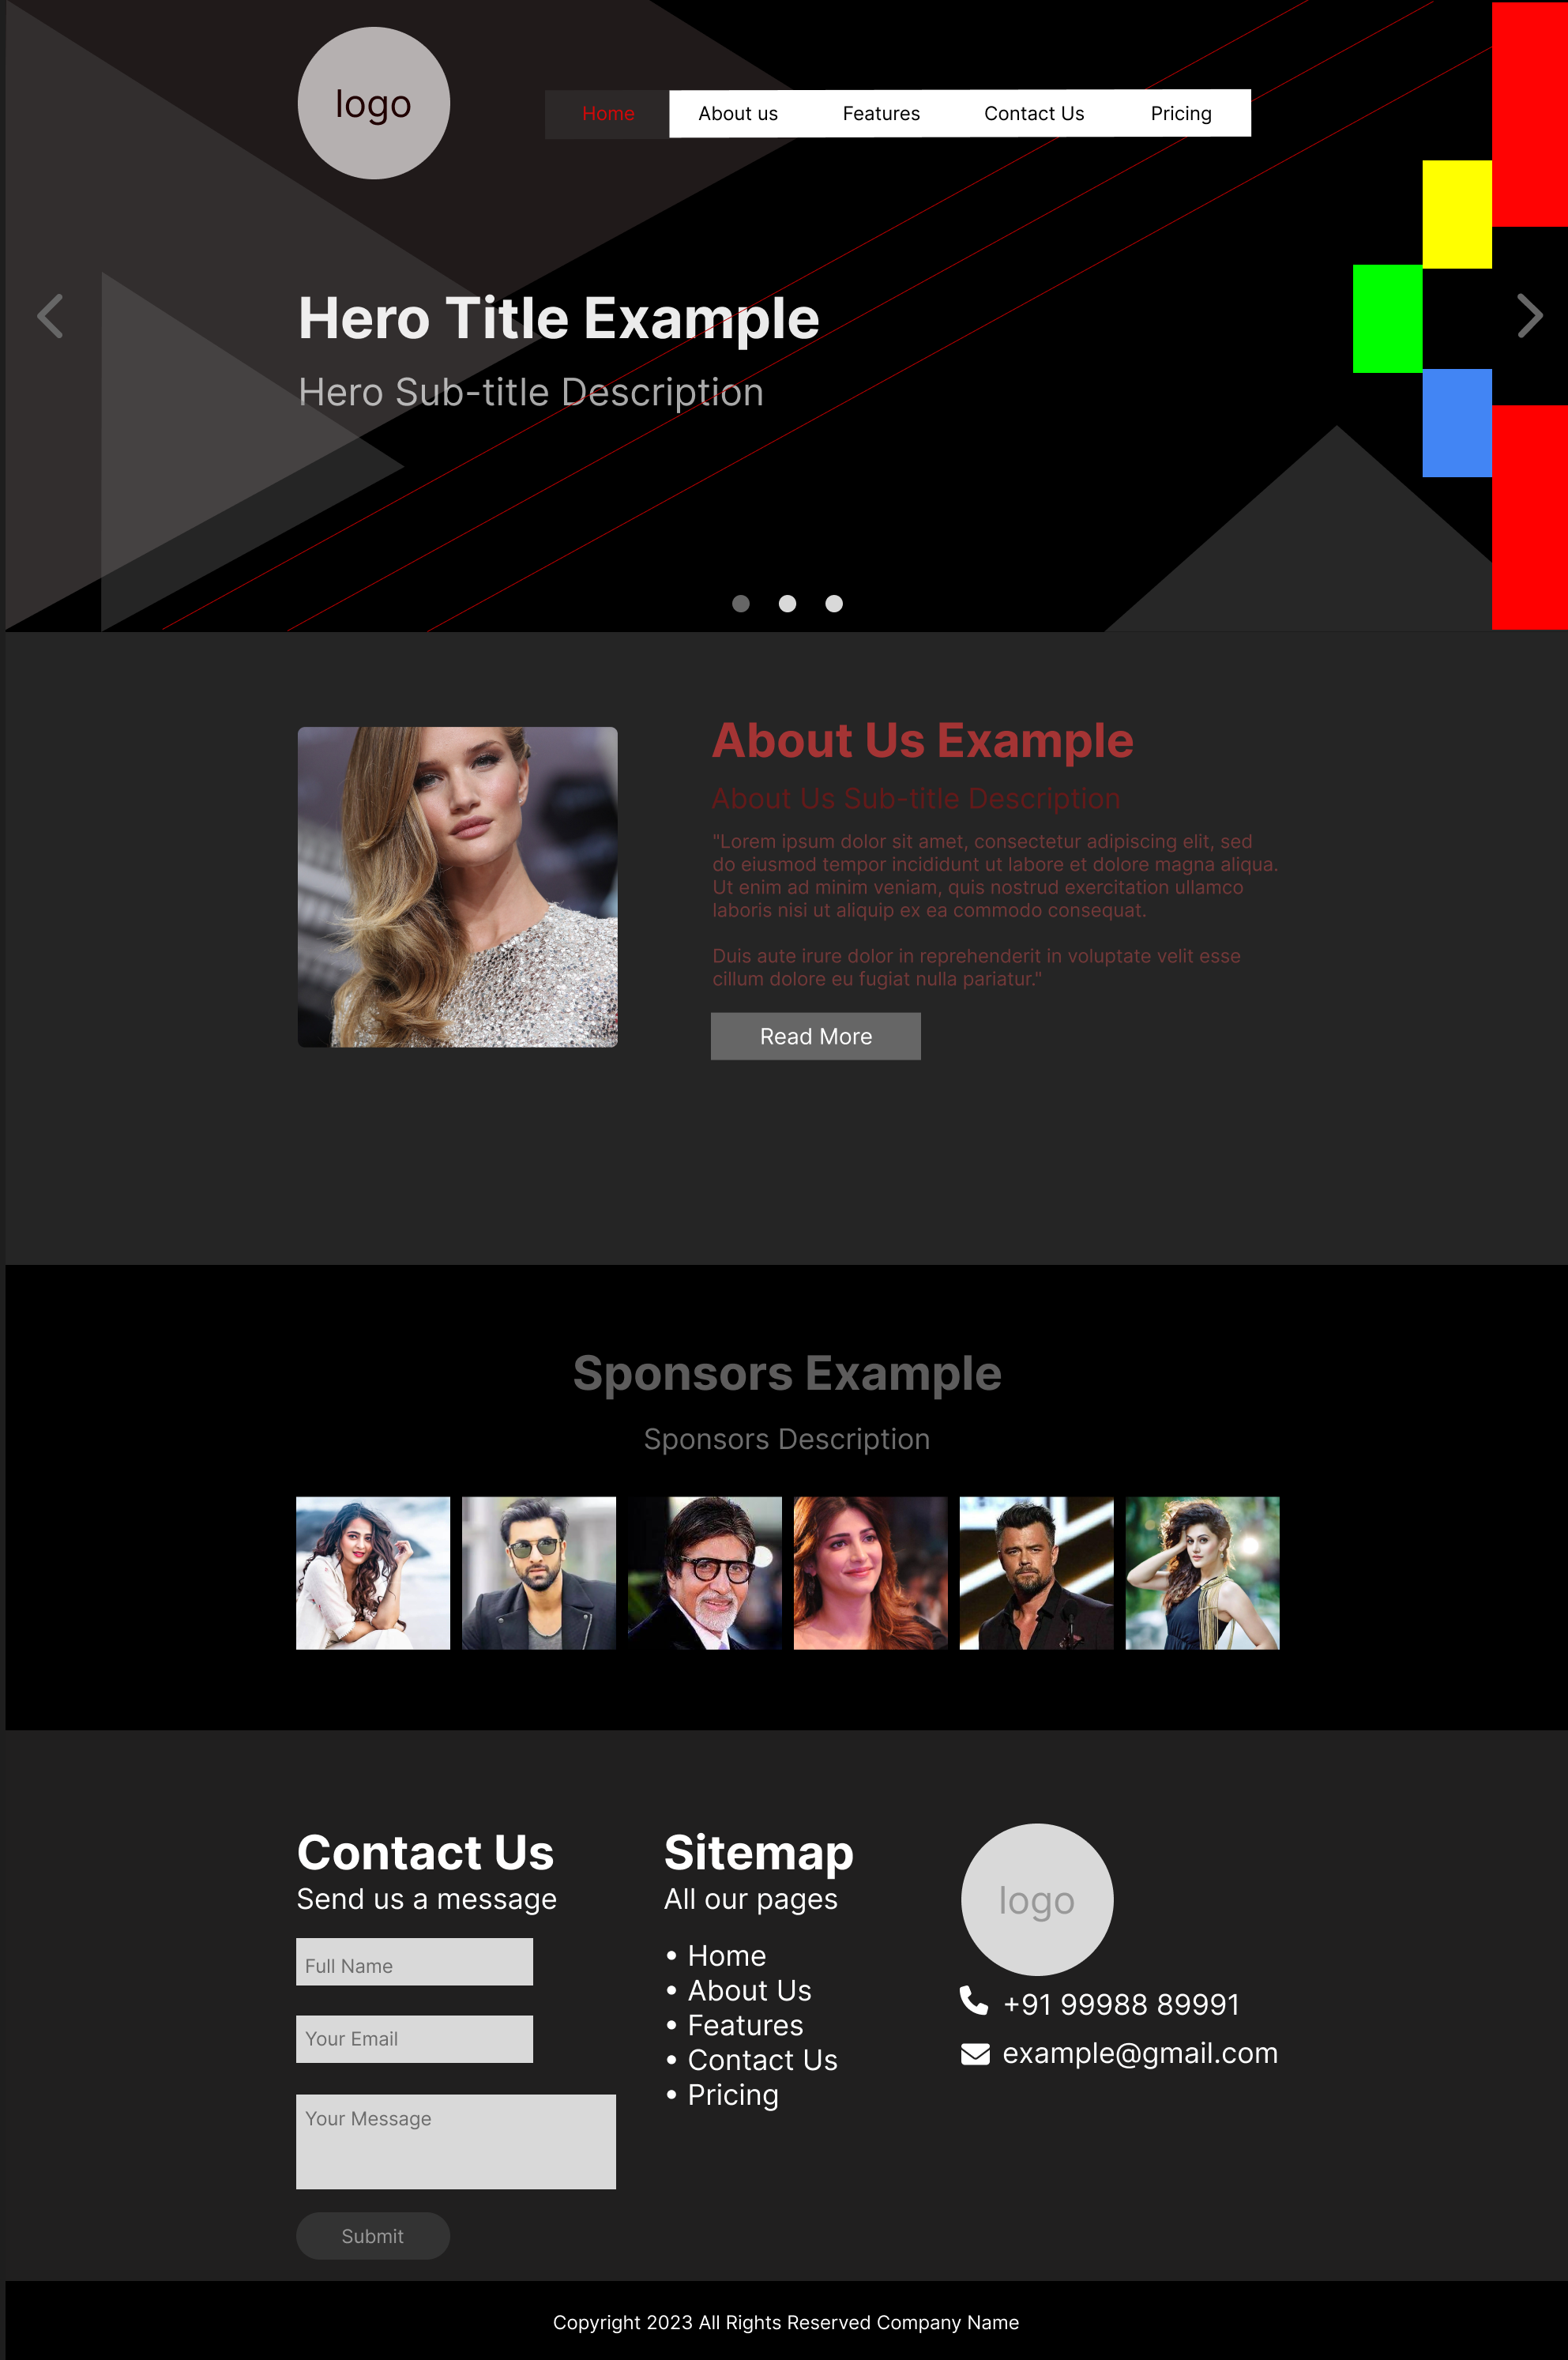 logo
Home
About us
Features
Contact Us
Pricing
Hero Title Example
Hero Sub-title Description
About Us Example
About Us Sub-title Description
"Lorem ipsum dolor sit amet, consectetur adipiscing elit, sed
do eiusmod tempor incididunt ut labore et dolore magna aliqua.
Ut enim ad minim veniam, quis nostrud exercitation ullamco
laboris nisi ut aliquip ex ea commodo consequat.
Duis aute irure dolor in reprehenderit in voluptate velit esse
cillum dolore eu fugiat nulla pariatur."
Read More
Sponsors Example
Sponsors Description
Contact Us
Send us a message
Full Name
Your Email
Your Message
Submit
Sitemap
All our pages
• Home
• About Us
• Features
• Contact Us
• Pricing
logo
+91 99988 89991
example@gmail.com
Copyright 2023 All Rights Reserved Company Name